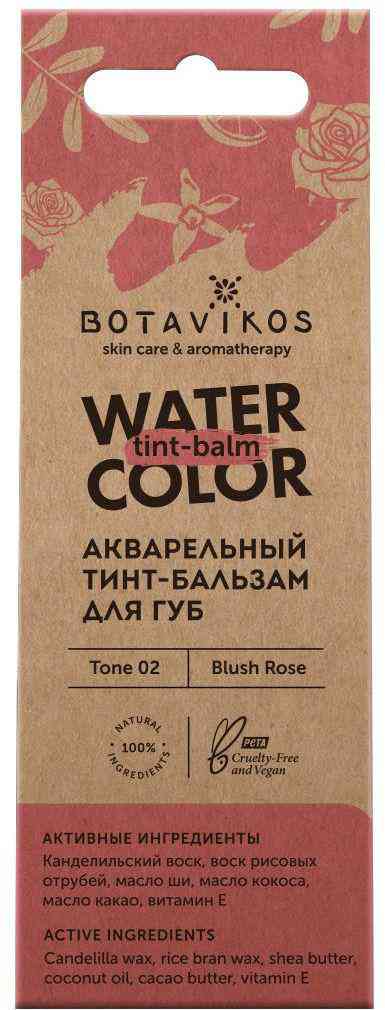 BOTAVIKOS
skin care & aromatherapy
WATER
tint-balm
COLOR
АКВАРЕЛЬНЫЙ
ТИНТ-БАЛЬЗАМ
ДЛЯ ГУБ
Tone 02 Blush Rose
NATURAL
100%
INGREDIENTS
PETA
Cruelty-Free
and Vegan
АКТИВНЫЕ ИНГРЕДИЕНТЫ
Канделильский воск, воск рисовых
отрубей, масло ши, масло кокоса,
масло какао, витамин Е
ACTIVE INGREDIENTS
Candelilla wax, rice bran wax, shea butter,
coconut oil, cacao butter, vitamin E